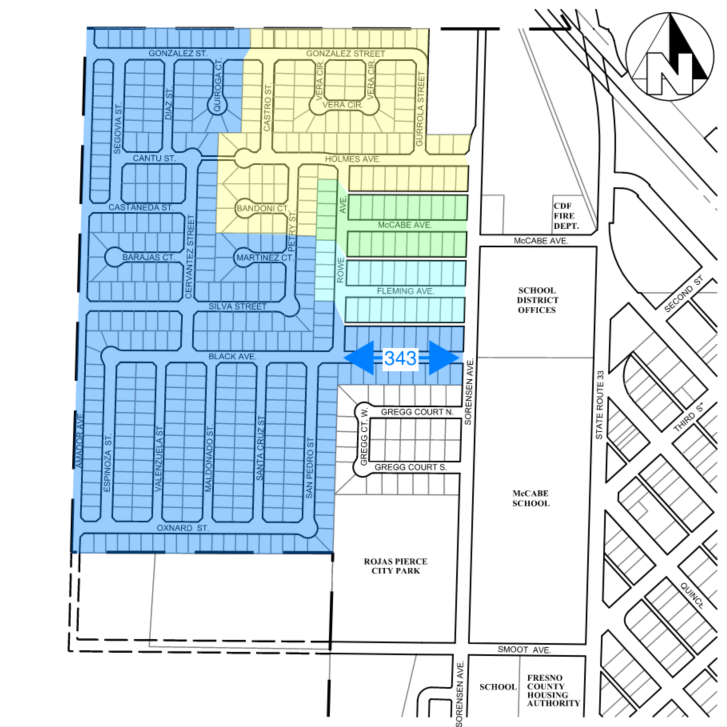 GONZALEZ ST.
GONZALEZ STREET
SEGOVIA ST.
DIAZ ST.
QUIROGA CT.
CASTRO ST.
VERA CIR.
VERA CIR.
VERA CIR.
GURROLA STREET
N
CANTU ST.
HOLMES AVE.
CASTANEDA ST.
BANDONI CT.
PETRY ST.
AVE.
ROWE
McCABE AVE.
CDF
FIRE
DEPT.
McCABE AVE.
BARAJAS CT.
CERVANTEZ STREET
MARTINEZ CT.
FLEMING AVE.
SCHOOL
DISTRICT
OFFICES
SECOND ST
SILVA STREET
BLACK AVE.
343
SORENSEN AVE.
STATE ROUTE 33
THIRD ST
AMADOR AVE.
ESPINOZA ST.
VALENZUELA ST
MALDONADO ST
SANTA CRUZ ST
SAN PEDRO ST
GREGG COURT N.
GREGG CT. W.
GREGG COURT S.
McCABE
SCHOOL
OXNARD ST.
ROJAS PIERCE
CITY PARK
QUINCE
SMOOT AVE.
SORENSEN AVE.
SCHOOL
FRESNO
COUNTY
HOUSING
AUTHORITY